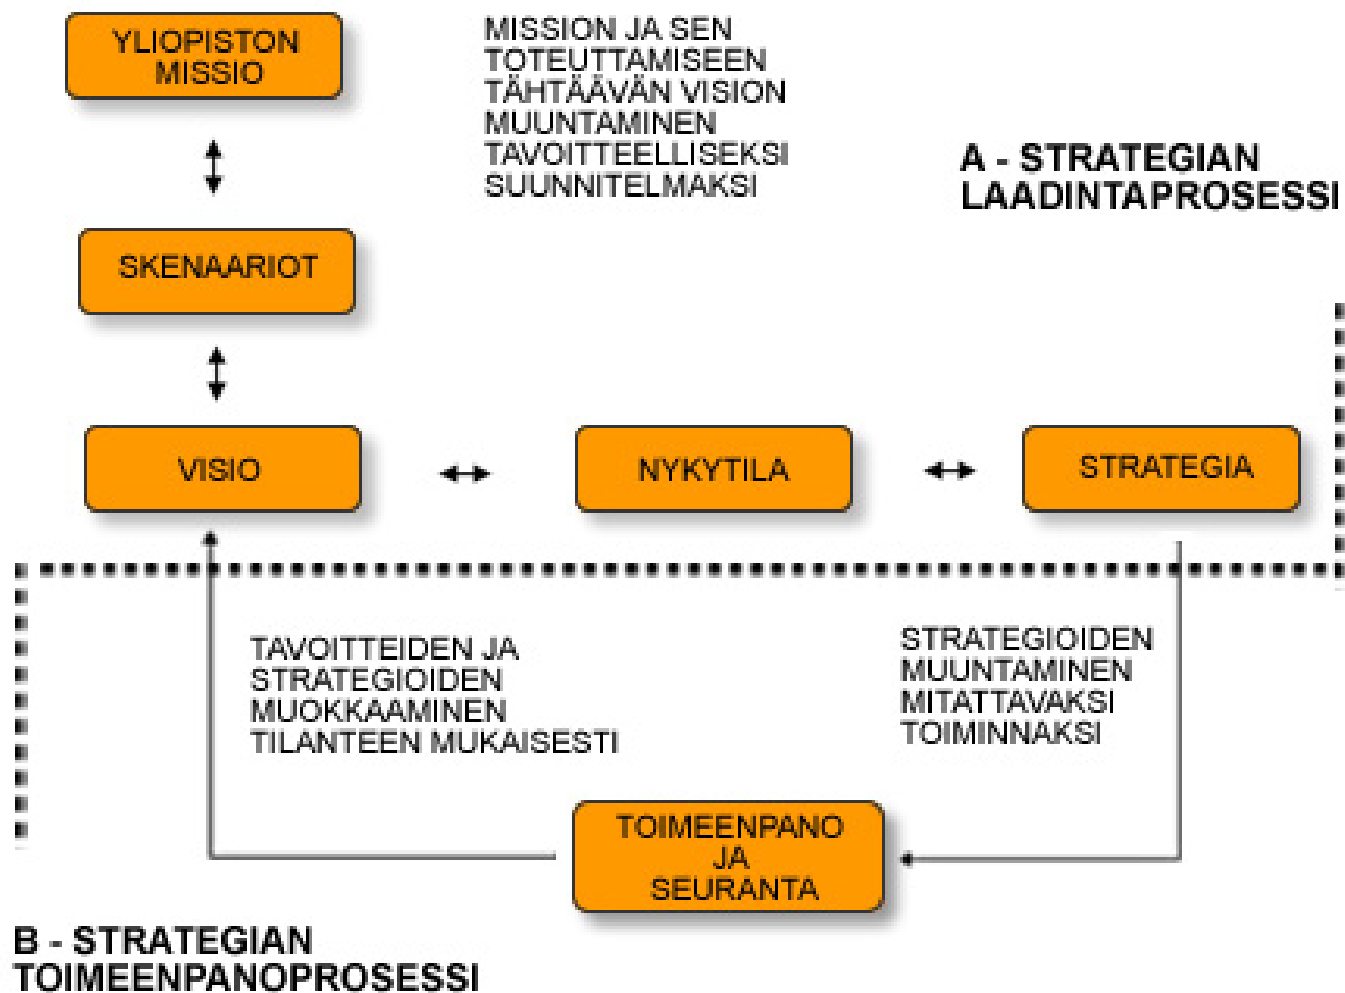 YLIOPISTON
MISSIO
MISSION JA SEN
TOTEUTTAMISEEN
TÄHTÄÄVÄN VISION
MUUNTAMINEN
TAVOITTEELLISEKSI
SUUNNITELMAKSI
A - STRATEGIAN
LAADINTAPROSESSI
SKENAARIOT
VISIO
NYKYTILA
STRATEGIA
TAVOITTEIDEN JA
STRATEGIOIDEN
MUOKKAAMINEN
TILANTEEN MUKAISESTI
STRATEGIOIDEN
MUUNTAMINEN
MITATTAVAKSI
TOIMINNAKSI
TOIMEENPANO
JA
SEURANTA
B - STRATEGIAN
TOIMEENPANOPROSESSI